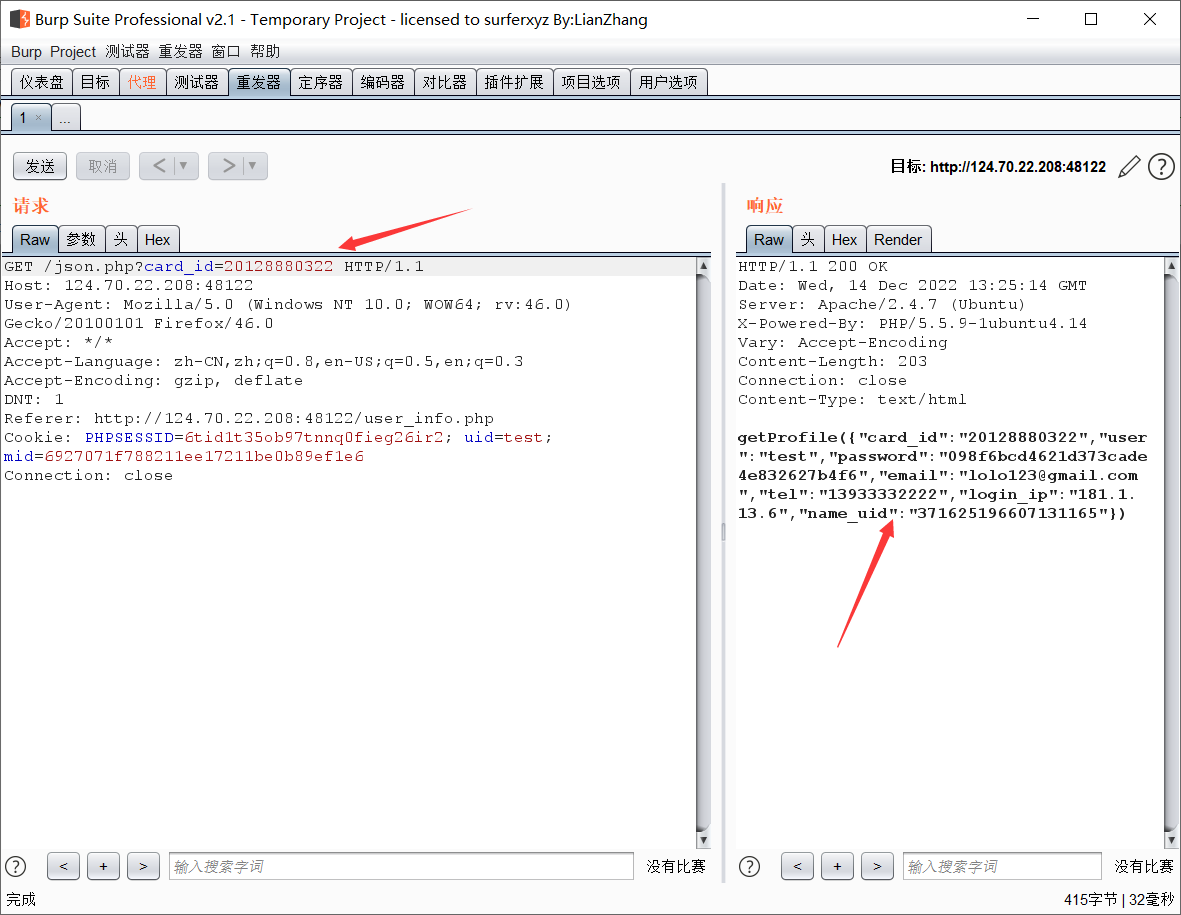 Burp Suite Professional v2.1 - Temporary Project - licensed to surferxyz By:LianZhang
Burp Project 测试器 重发器 窗口 帮助
仪表盘 目标 代理 测试器 重发器 定序器 编码器 对比器 插件扩展 项目选项 用户选项
1 × ...
发送 取消 < ▼ > ▼ 目标: http://124.70.22.208:48122 ?
请求
Raw 参数 头 Hex
GET /json.php?card_id=20128880322 HTTP/1.1
Host: 124.70.22.208:48122
User-Agent: Mozilla/5.0 (Windows NT 10.0; WOW64; rv:46.0)
Gecko/20100101 Firefox/46.0
Accept: */*
Accept-Language: zh-CN,zh;q=0.8,en-US;q=0.5,en;q=0.3
Accept-Encoding: gzip, deflate
DNT: 1
Referer: http://124.70.22.208:48122/user_info.php
Cookie: PHPSESSID=6tid1t35ob97tnnq0fieg26ir2; uid=test;
mid=6927071f788211ee17211be0b89ef1e6
Connection: close
响应
Raw 头 Hex Render
HTTP/1.1 200 OK
Date: Wed, 14 Dec 2022 13:25:14 GMT
Server: Apache/2.4.7 (Ubuntu)
X-Powered-By: PHP/5.5.9-1ubuntu4.14
Vary: Accept-Encoding
Content-Length: 203
Connection: close
Content-Type: text/html
getProfile({"card_id":"20128880322","user
":"test","password":"098f6bcd4621d373cade
4e832627b4f6","email":"lolo123@gmail.com
","tel":"13933332222","login_ip":"181.1.
13.6","name_uid":"371625196607131165"})
? < + > 输入搜索字词 没有比赛
? < + > 输入搜索字词 没有比赛
完成 415字节 | 32毫秒